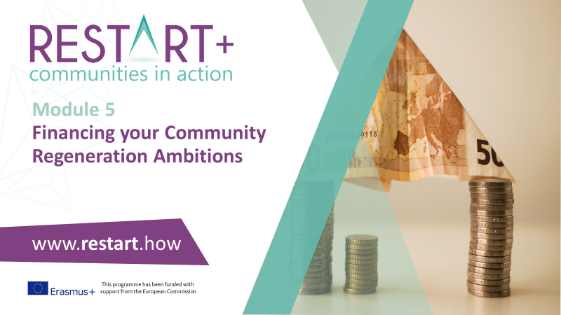 RESTART+
communities in action
Module 5
Financing your Community
Regeneration Ambitions
www.restart.how
Erasmus+
This programme has been funded with
support from the European Commission
50